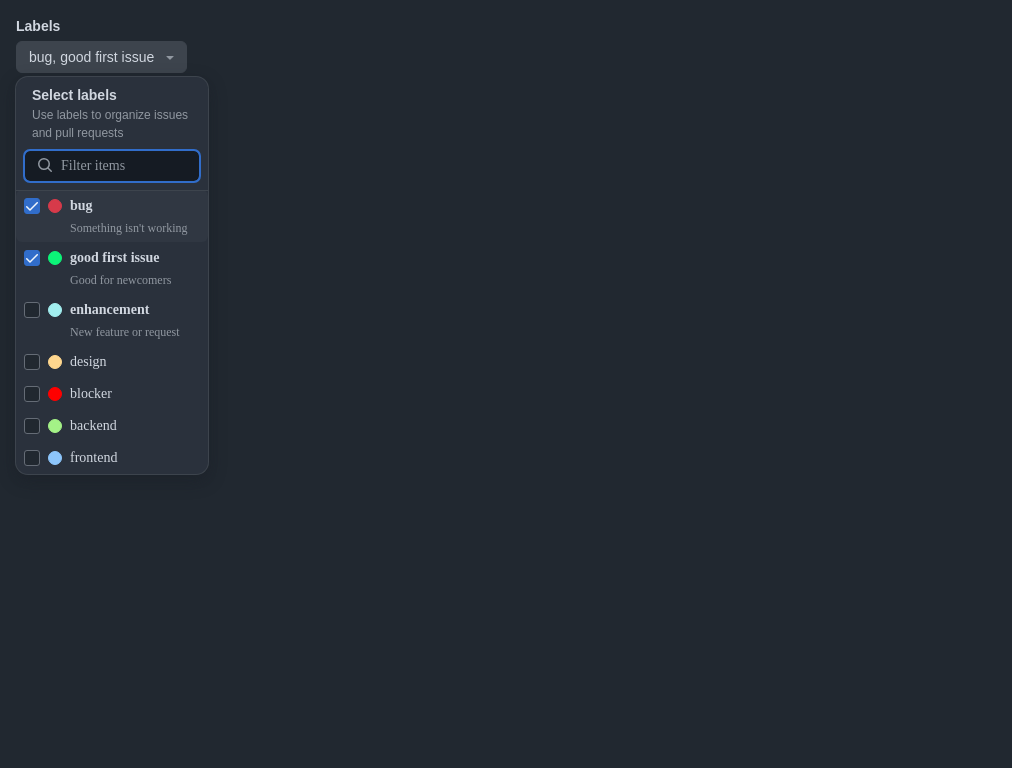 Labels
bug, good first issue
Select labels
Use labels to organize issues
and pull requests
Filter items
bug
Something isn't working
good first issue
Good for newcomers
enhancement
New feature or request
design
blocker
backend
frontend